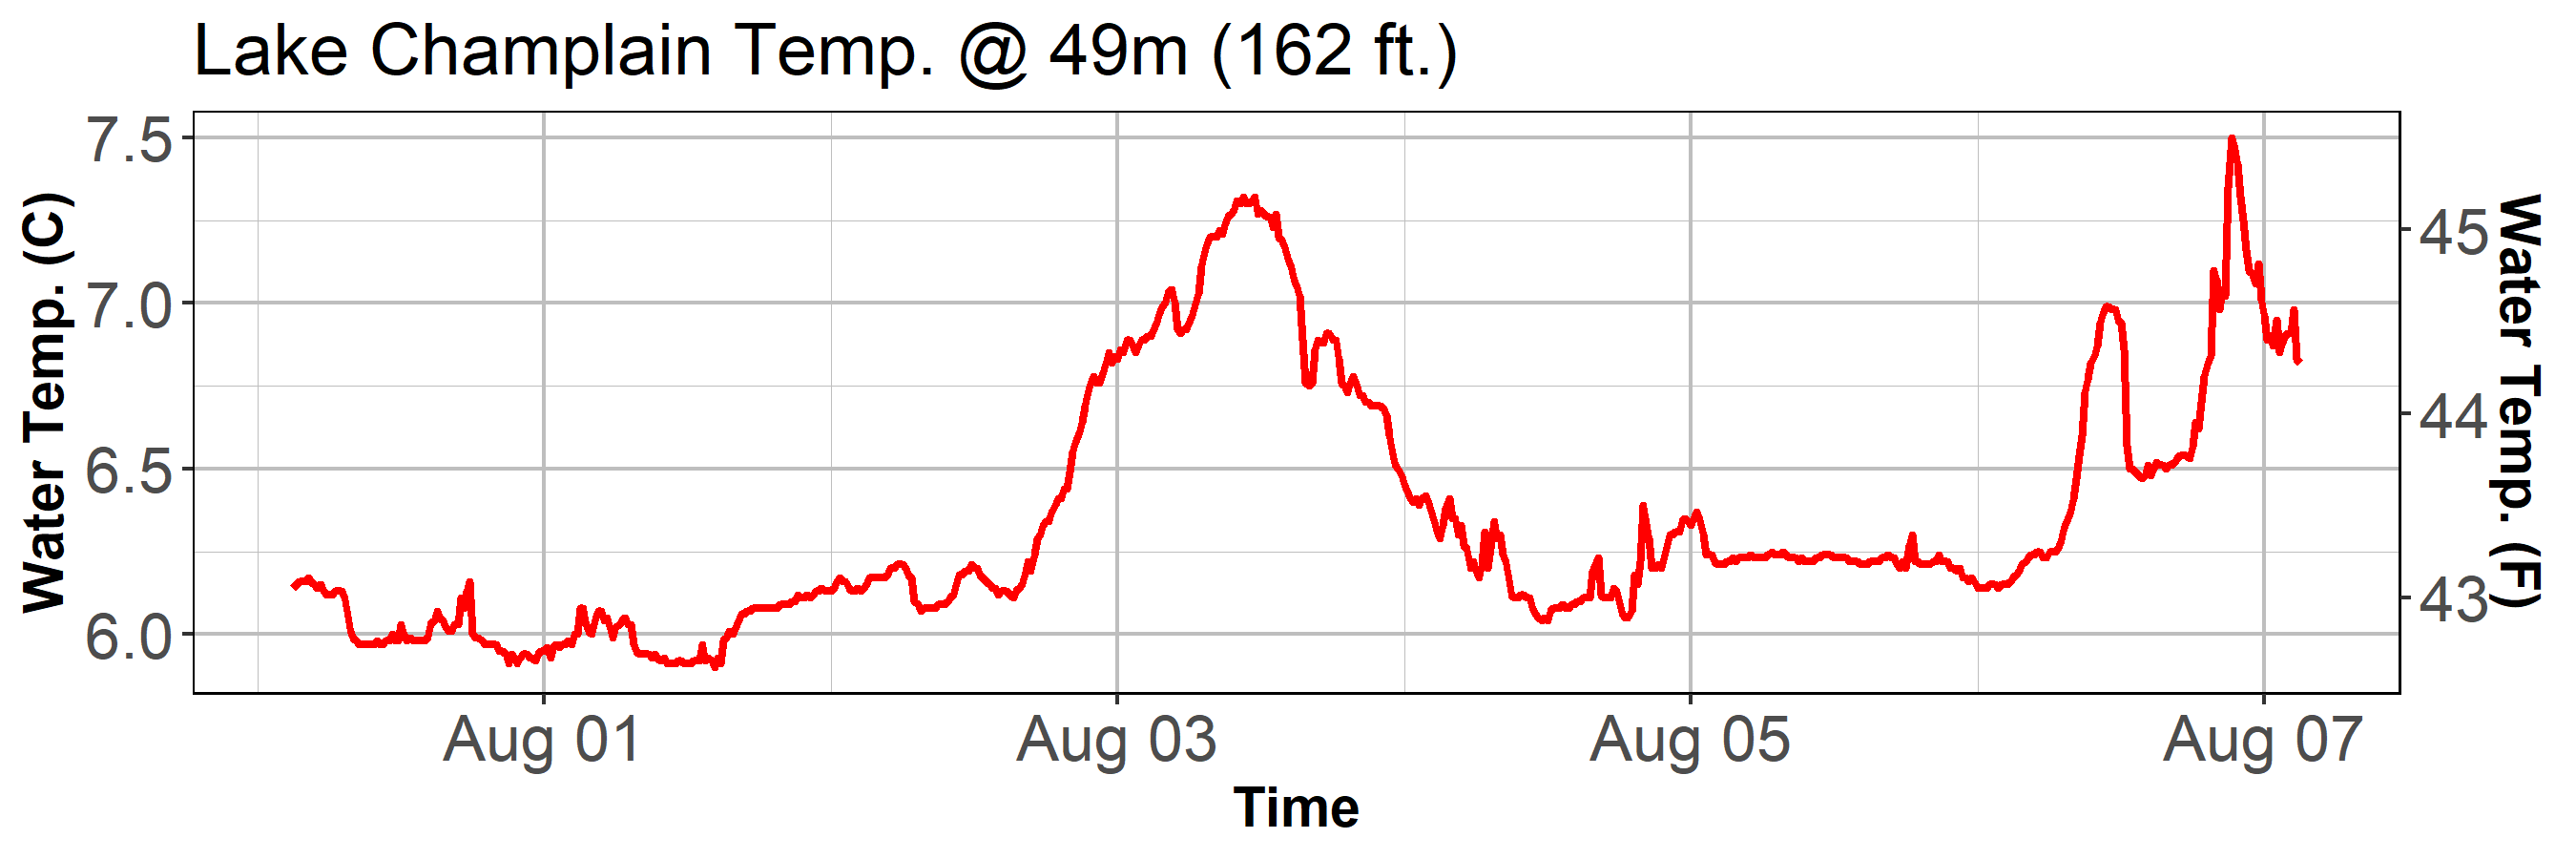 Lake Champlain Temp. @ 49m (162 ft.)
Water Temp. (C)
7.5
7.0
6.5
6.0
45
44
43
Water Temp. (F)
Aug 01
Aug 03
Aug 05
Aug 07
Time